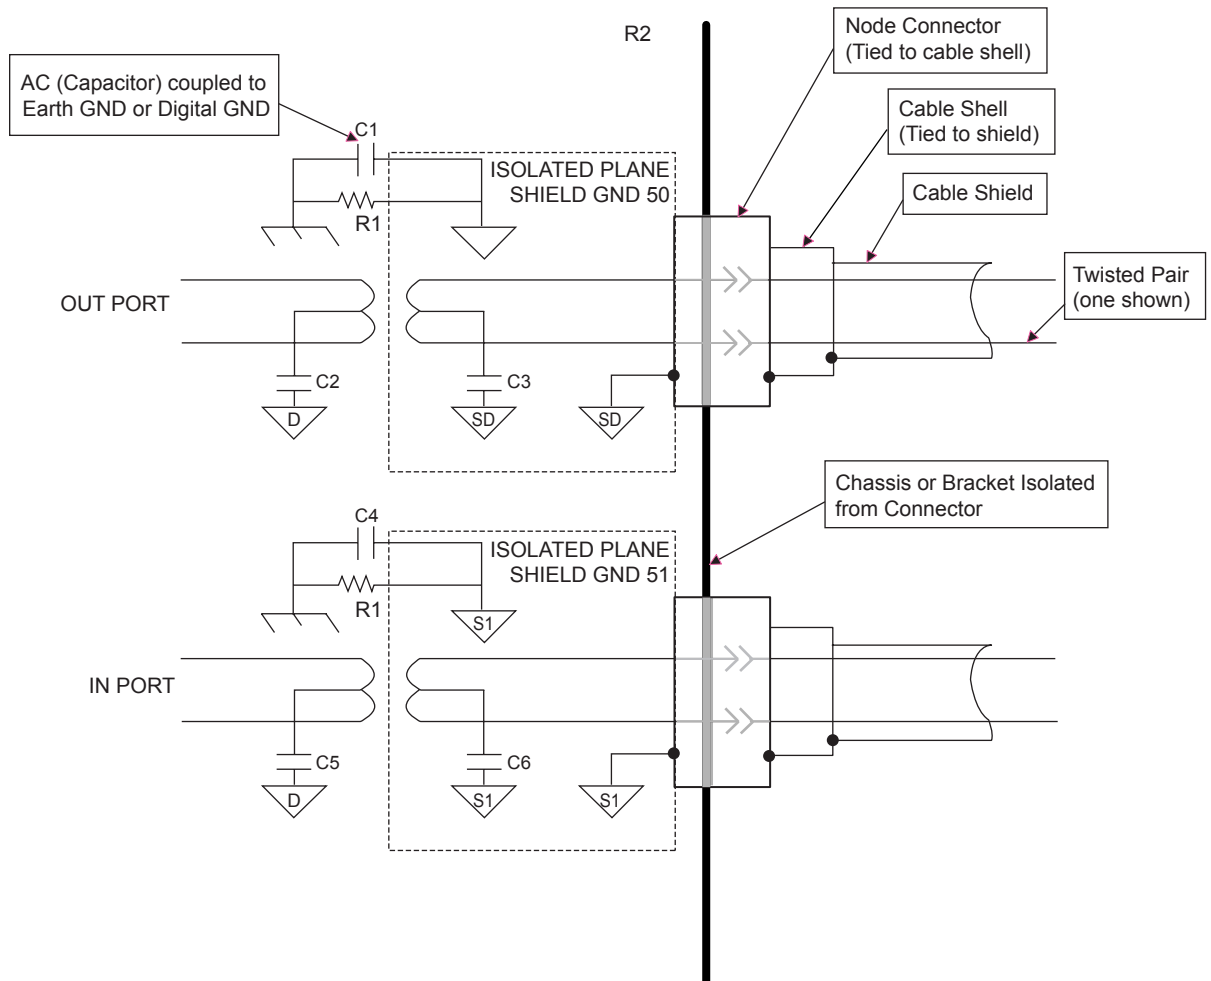 R2
Node Connector
(Tied to cable shell)
AC (Capacitor) coupled to
Earth GND or Digital GND
Cable Shell
(Tied to shield)
C1
ISOLATED PLANE
SHIELD GND 50
Cable Shield
R1
Twisted Pair
(one shown)
OUT PORT
C2
C3
D
SD
SD
Chassis or Bracket Isolated
from Connector
C4
ISOLATED PLANE
SHIELD GND 51
R1
S1
IN PORT
C5
C6
D
S1
S1